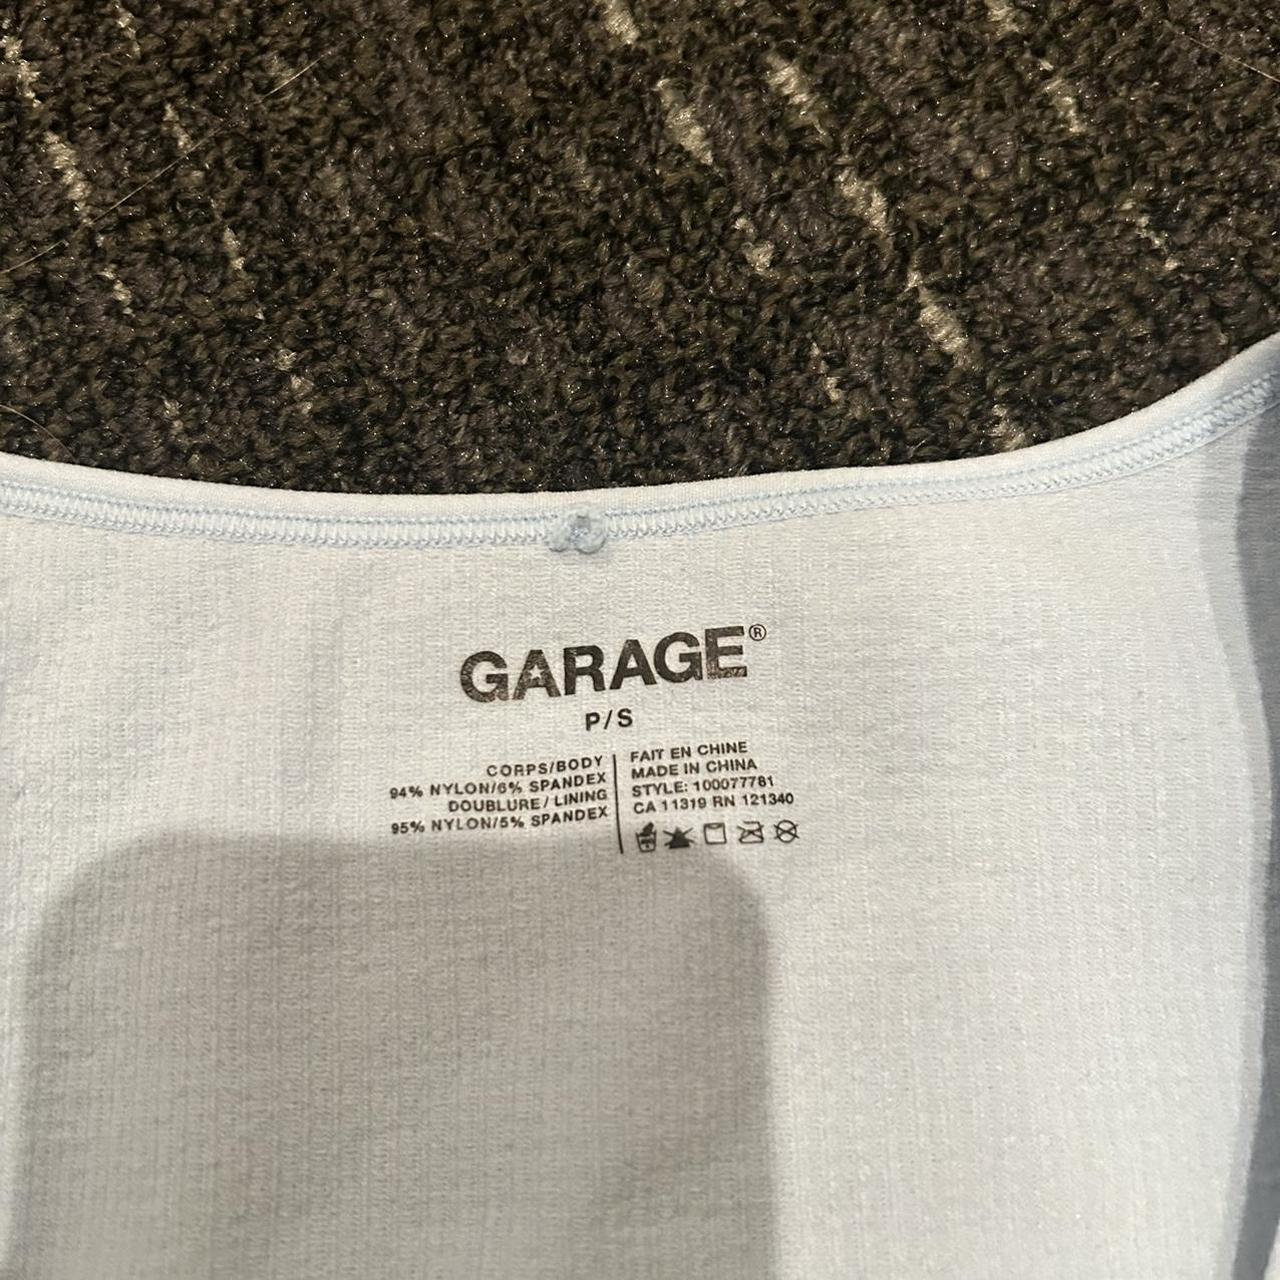 GARAGE®
P/S
CORPS/BODY
94% NYLON/6% SPANDEX
DOUBLURE/LINING
95% NYLON/5% SPANDEX
FAIT EN CHINE
MADE IN CHINA
STYLE: 100077781
CA 11319 RN 121340